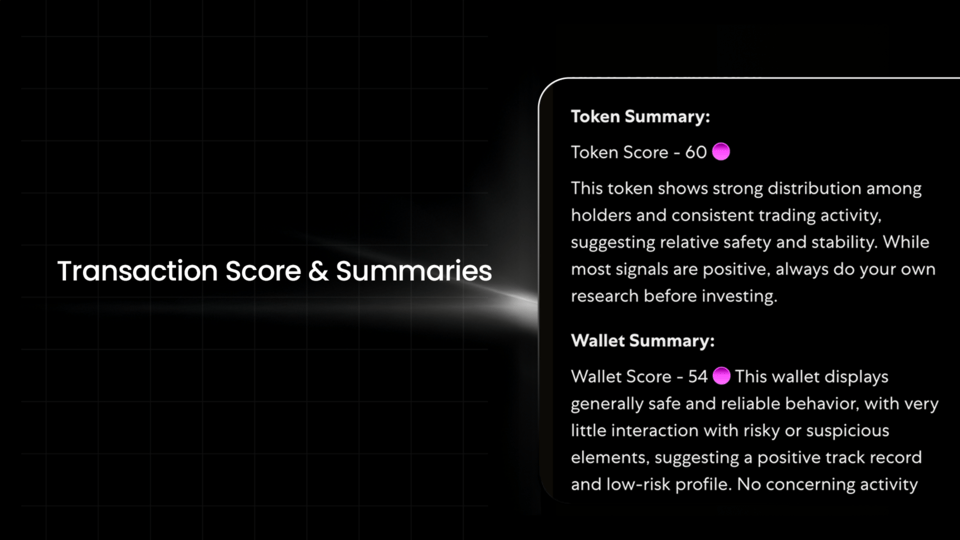 Transaction Score & Summaries
Token Summary:
Token Score - 60
This token shows strong distribution among
holders and consistent trading activity,
suggesting relative safety and stability. While
most signals are positive, always do your own
research before investing.
Wallet Summary:
Wallet Score - 54 🟣 This wallet displays
generally safe and reliable behavior, with very
little interaction with risky or suspicious
elements, suggesting a positive track record
and low-risk profile. No concerning activity